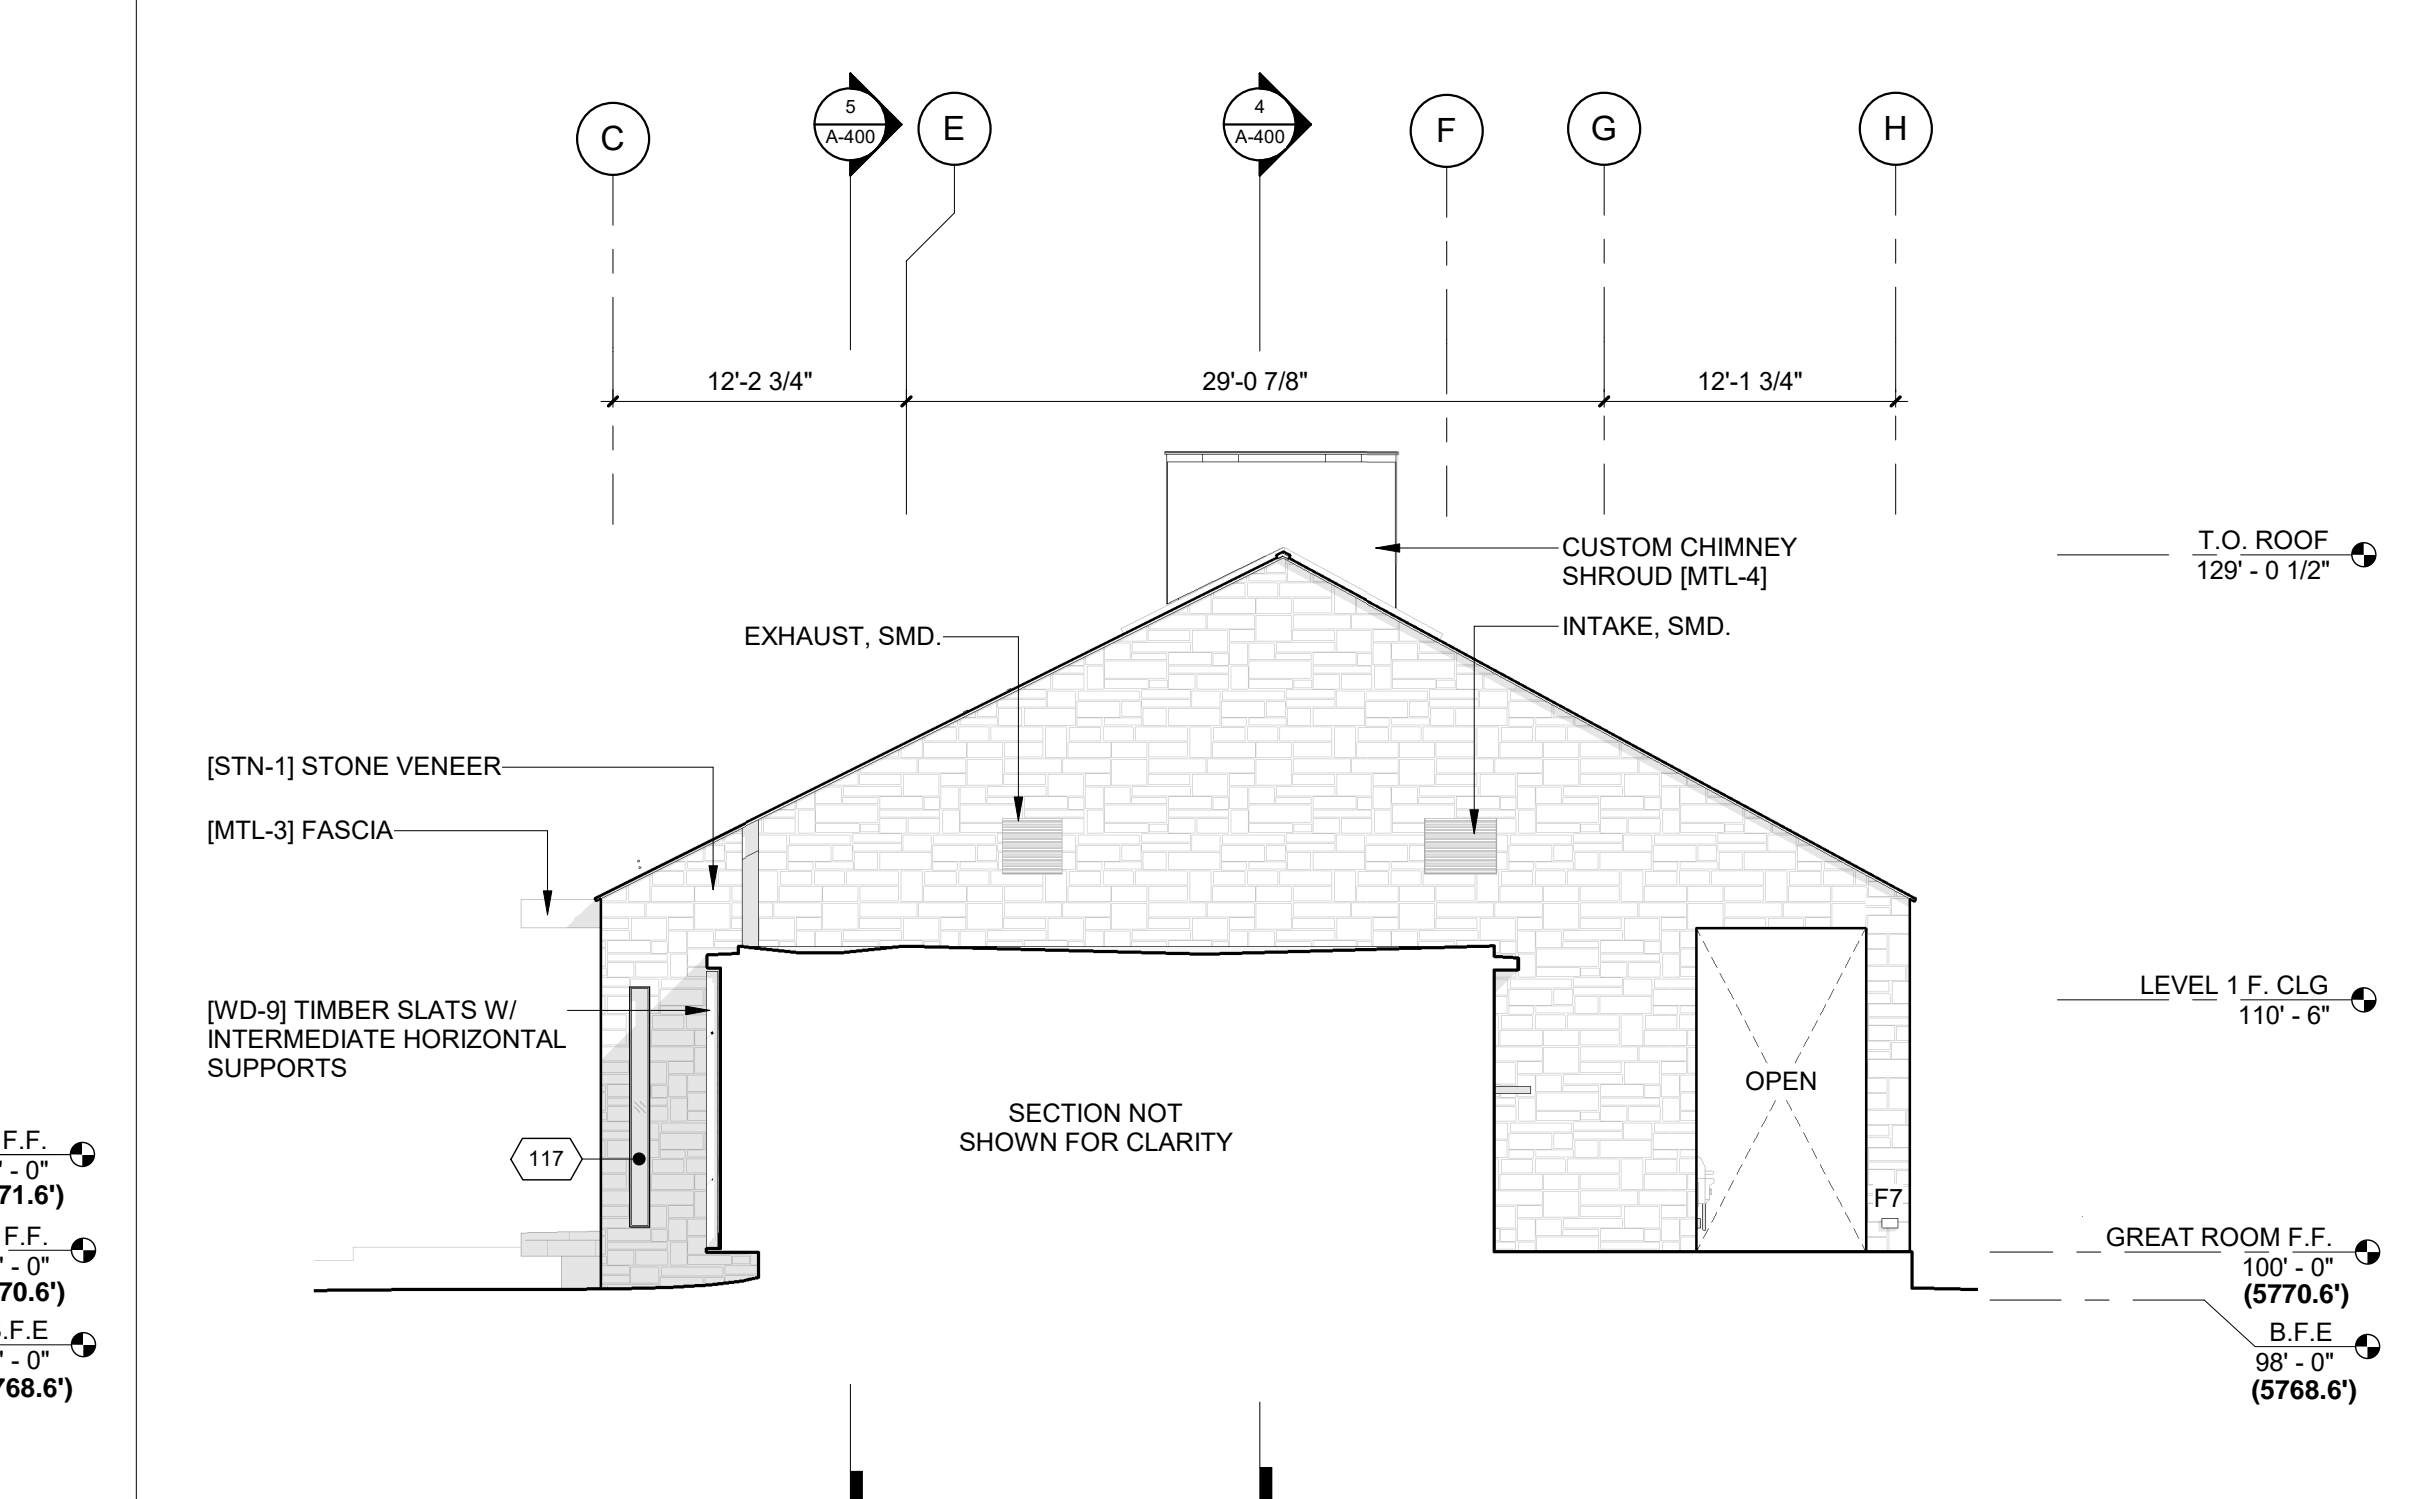 C
5
A-400
E
4
A-400
F
G
H
12'-2 3/4"
29'-0 7/8"
12'-1 3/4"
CUSTOM CHIMNEY
SHROUD [MTL-4]
T.O. ROOF
129' - 0 1/2"
EXHAUST, SMD.
INTAKE, SMD.
[STN-1] STONE VENEER
[MTL-3] FASCIA
[WD-9] TIMBER SLATS W/
INTERMEDIATE HORIZONTAL
SUPPORTS
LEVEL 1 F. CLG
110' - 6"
OPEN
SECTION NOT
SHOWN FOR CLARITY
117
F7
F.F.
' - 0"
71.6')
F.F.
' - 0"
70.6')
.F.E
' - 0"
768.6')
GREAT ROOM F.F.
100' - 0"
(5770.6')
B.F.E
98' - 0"
(5768.6')